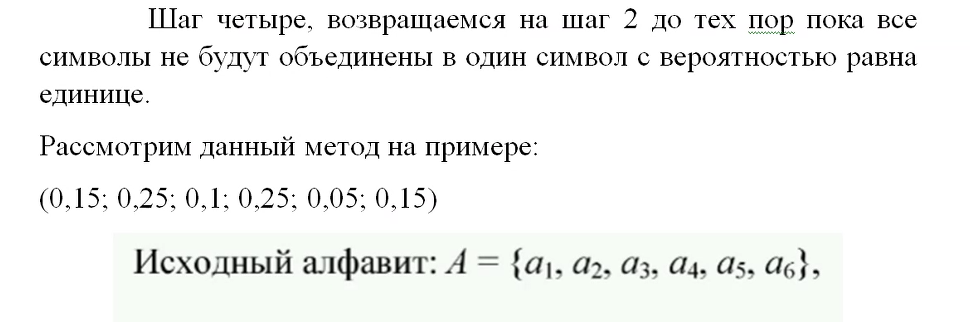 Шаг четыре, возвращаемся на шаг 2 до тех пор пока все
символы не будут объединены в один символ с вероятностью равна
единице.
Рассмотрим данный метод на примере:
(0,15; 0,25; 0,1; 0,25; 0,05; 0,15)
Исходный алфавит: A = {a₁, a₂, a₃, a₄, a₅, a₆},